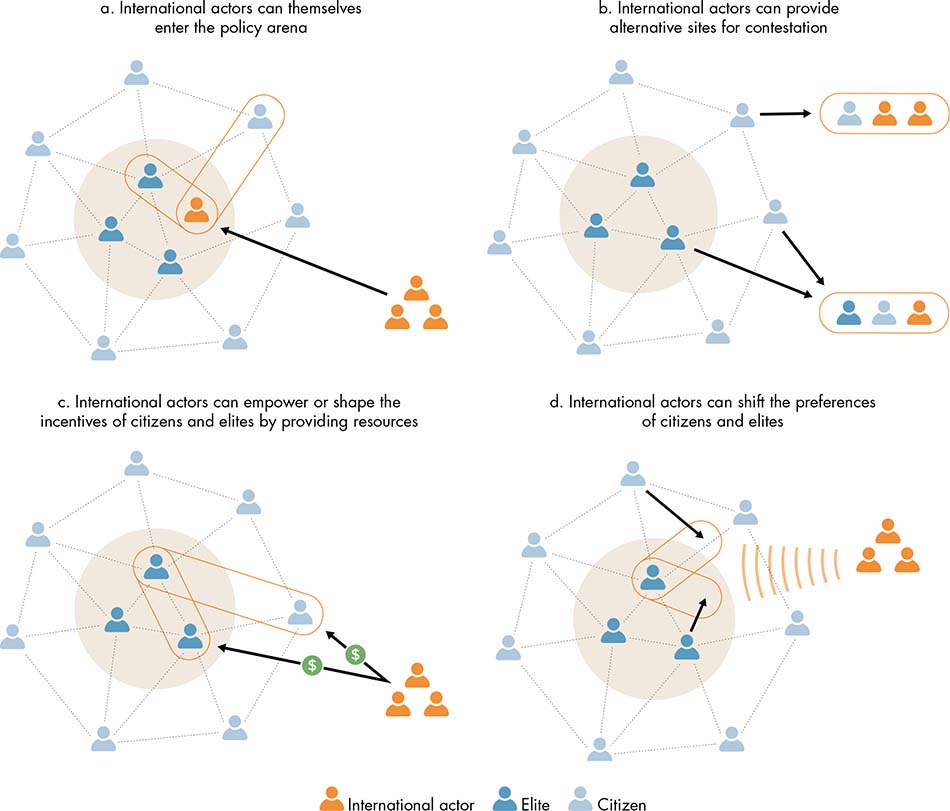 a. International actors can themselves
enter the policy arena
b. International actors can provide
alternative sites for contestation
c. International actors can empower or shape the
incentives of citizens and elites by providing resources
$
$
d. International actors can shift the preferences
of citizens and elites
International actor
Elite
Citizen